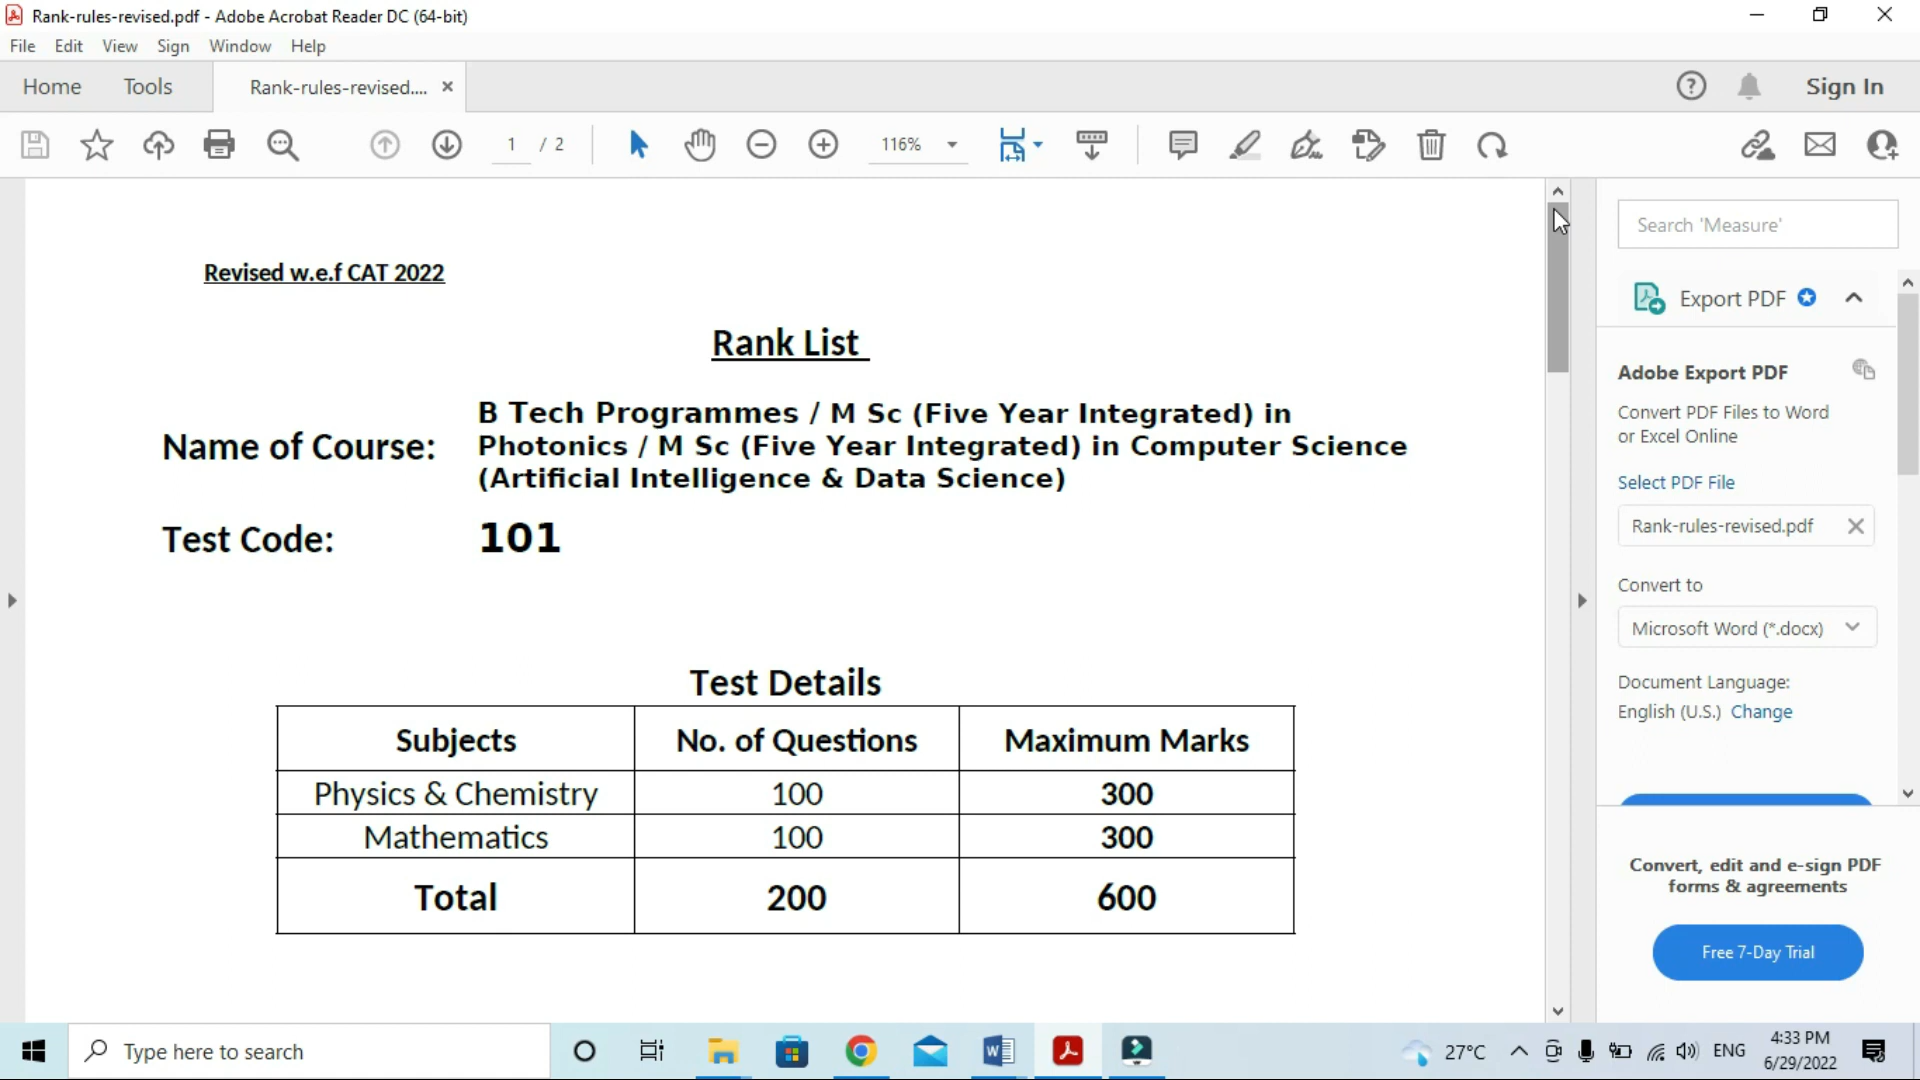 Rank-rules-revised.pdf - Adobe Acrobat Reader DC (64-bit)
File Edit View Sign Window Help
Home Tools Rank-rules-revised.... Sign In
1 / 2 116%
Revised w.e.f CAT 2022
Rank List
Name of Course:
B Tech Programmes / M Sc (Five Year Integrated) in
Photonics / M Sc (Five Year Integrated) in Computer Science
(Artificial Intelligence & Data Science)
Test Code: 101
Test Details
Subjects No. of Questions Maximum Marks
Physics & Chemistry 100 300
Mathematics 100 300
Total 200 600
Search 'Measure'
Export PDF
Adobe Export PDF
Convert PDF Files to Word
or Excel Online
Select PDF File
Rank-rules-revised.pdf
Convert to
Microsoft Word (*.docx)
Document Language:
English (U.S.) Change
Convert, edit and e-sign PDF
forms & agreements
Free 7-Day Trial
Type here to search
27°C
ENG
4:33 PM
6/29/2022